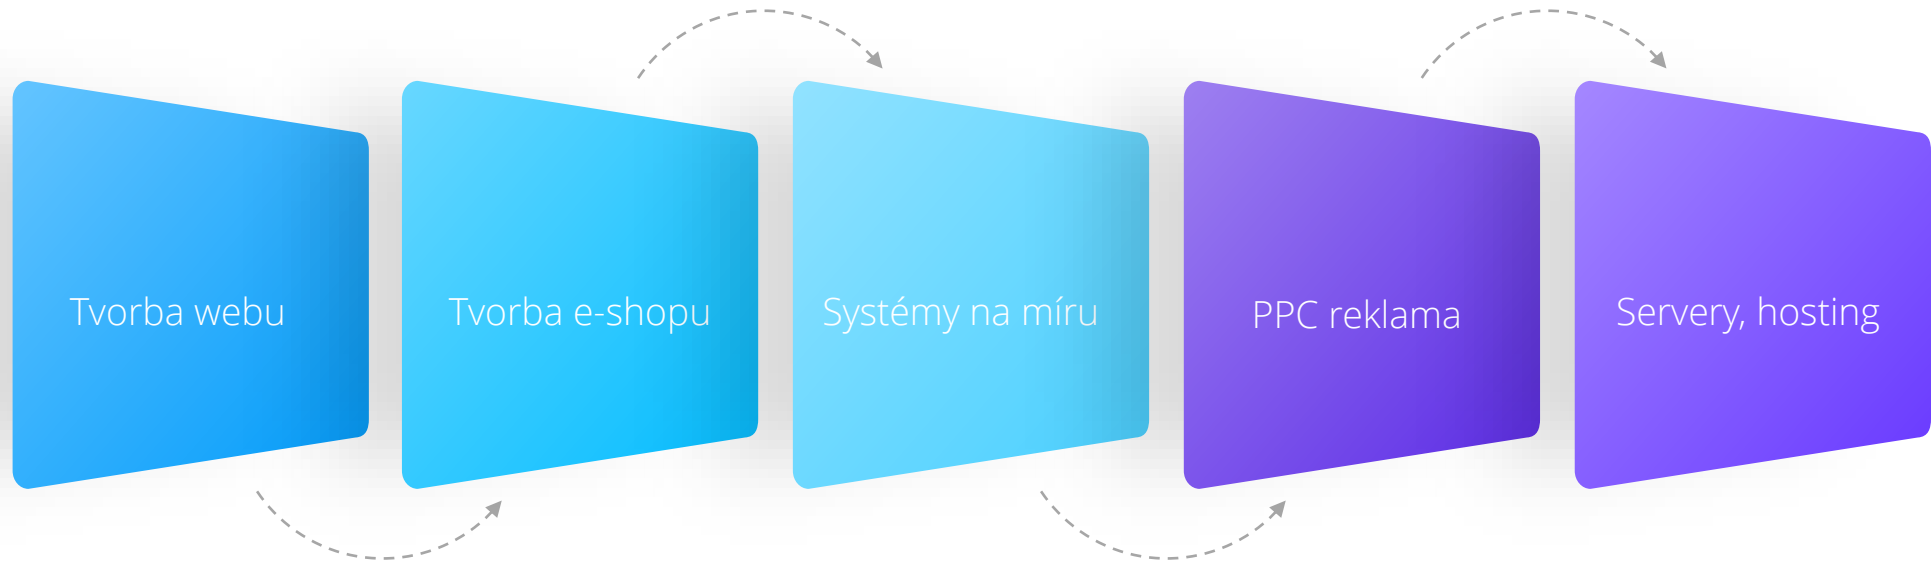 Tvorba webu
Tvorba e-shopu
Systémy na míru
PPC reklama
Servery, hosting